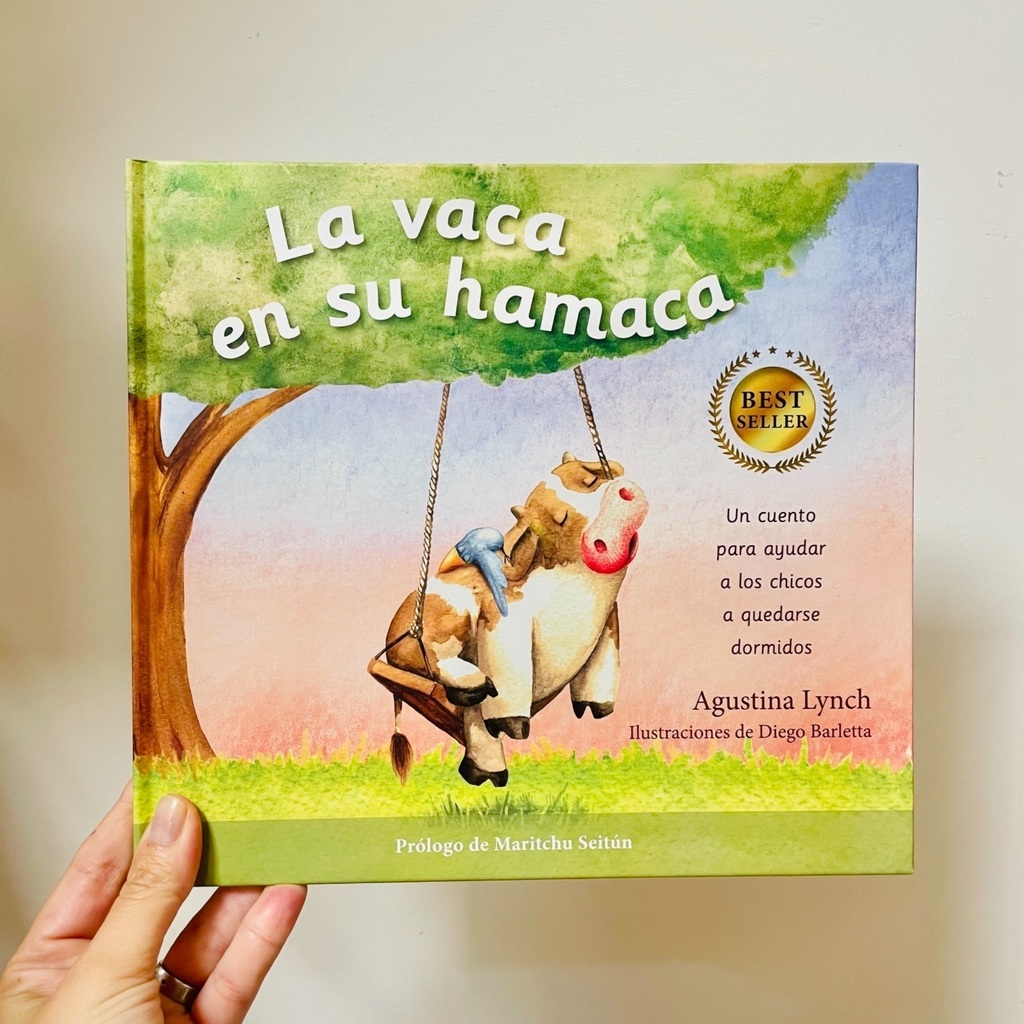 La vaca
en su hamaca
BEST
SELLER
Un cuento
para ayudar
a los chicos
a quedarse
dormidos
Agustina Lynch
Ilustraciones de Diego Barletta
Prólogo de Maritchu Seitún